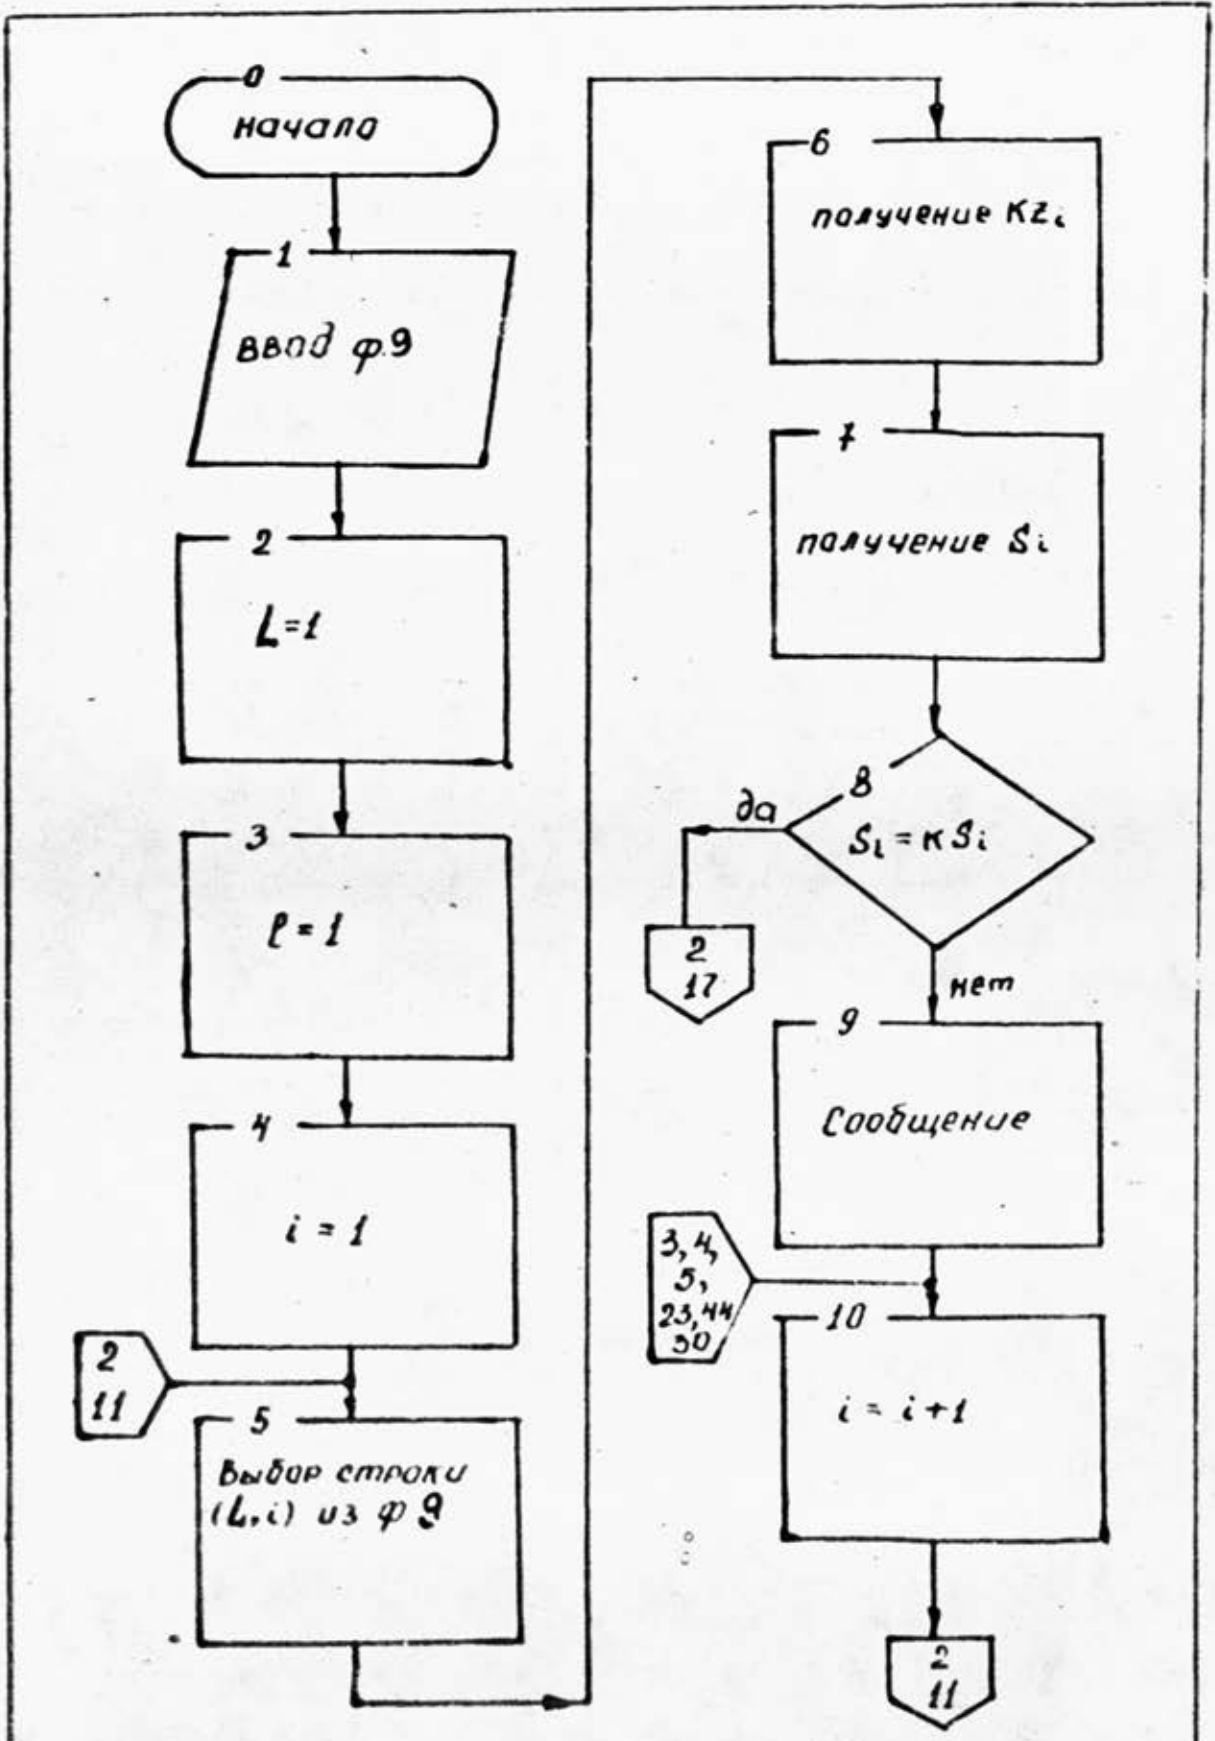 0
начало
1
ввод ф.9
2
L=1
3
ℓ=1
4
i = 1
2
11
5
Выбор строки
(L,i) из ф 9
6
получение KZi
7
получение Si
8
да
Si = кSi
2
17
нет
9
Сообщение
3, 4,
5,
23,44
30
10
i = i+1
2
11